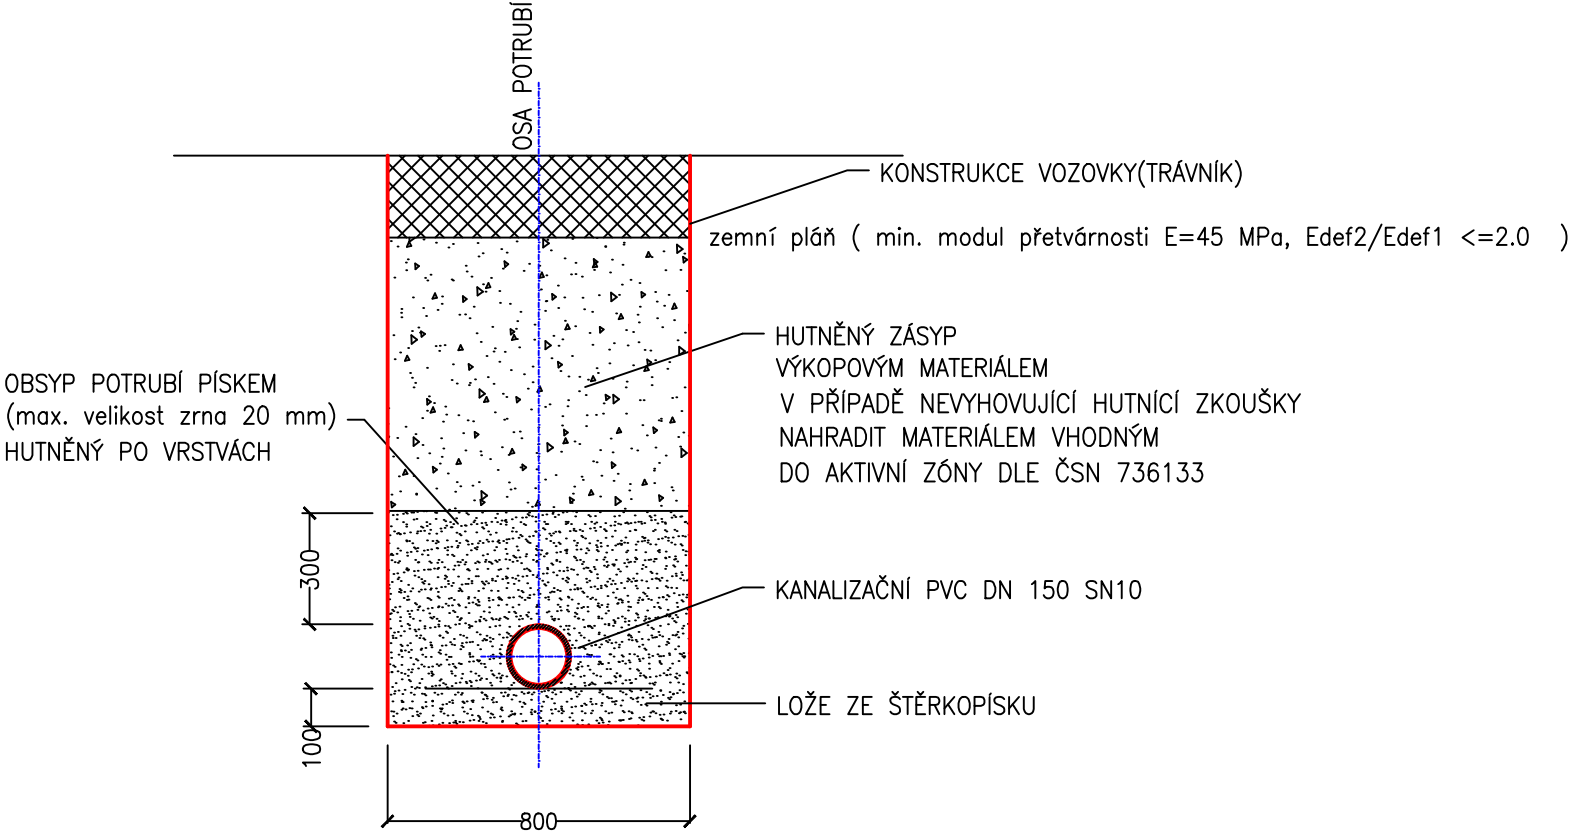 OSA POTRUBÍ
KONSTRUKCE VOZOVKY(TRÁVNÍK)
zemní pláň ( min. modul přetvárnosti E=45 MPa, Edef2/Edef1 <=2.0 )
HUTNĚNÝ ZÁSYP
VÝKOPOVÝM MATERIÁLEM
V PŘÍPADĚ NEVYHOVUJÍCÍ HUTNÍCÍ ZKOUŠKY
NAHRADIT MATERIÁLEM VHODNÝM
DO AKTIVNÍ ZÓNY DLE ČSN 736133
OBSYP POTRUBÍ PÍSKEM
(max. velikost zrna 20 mm)
HUTNĚNÝ PO VRSTVÁCH
300
KANALIZAČNÍ PVC DN 150 SN10
LOŽE ZE ŠTĚRKOPÍSKU
100
800